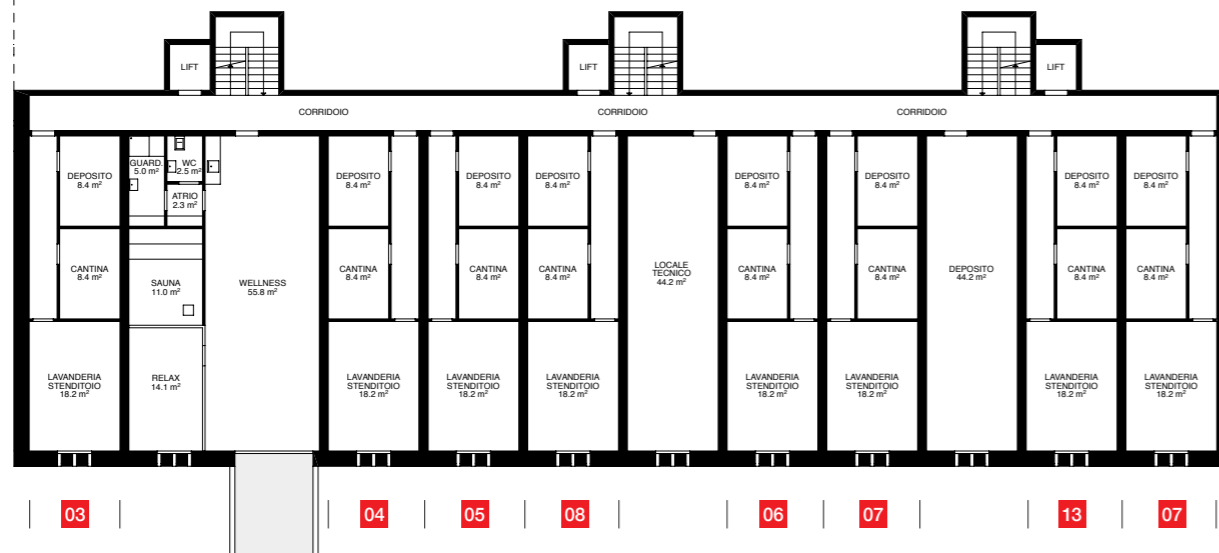 LIFT
LIFT
LIFT
CORRIDOIO
CORRIDOIO
CORRIDOIO
DEPOSITO
8.4 m²
GUARD.
5.0 m²
WC
2.5 m²
ATRIO
2.3 m²
DEPOSITO
8.4 m²
DEPOSITO
8.4 m²
DEPOSITO
8.4 m²
DEPOSITO
8.4 m²
DEPOSITO
8.4 m²
DEPOSITO
8.4 m²
DEPOSITO
8.4 m²
CANTINA
8.4 m²
SAUNA
11.0 m²
WELLNESS
55.8 m²
CANTINA
8.4 m²
CANTINA
8.4 m²
CANTINA
8.4 m²
LOCALE
TECNICO
44.2 m²
CANTINA
8.4 m²
CANTINA
8.4 m²
DEPOSITO
44.2 m²
CANTINA
8.4 m²
CANTINA
8.4 m²
LAVANDERIA
STENDITOIO
18.2 m²
RELAX
14.1 m²
LAVANDERIA
STENDITOIO
18.2 m²
LAVANDERIA
STENDITOIO
18.2 m²
LAVANDERIA
STENDITOIO
18.2 m²
LAVANDERIA
STENDITOIO
18.2 m²
LAVANDERIA
STENDITOIO
18.2 m²
LAVANDERIA
STENDITOIO
18.2 m²
LAVANDERIA
STENDITOIO
18.2 m²
03
04
05
08
06
07
13
07